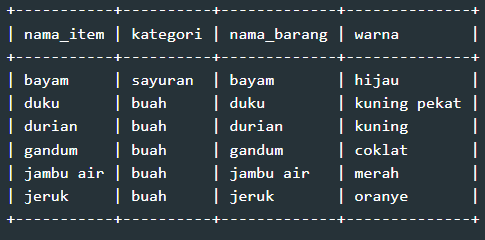 +-----------+----------+-------------+--------------+
| nama_item | kategori | nama_barang | warna        |
+-----------+----------+-------------+--------------+
| bayam     | sayuran  | bayam       | hijau        |
| duku      | buah     | duku        | kuning pekat |
| durian    | buah     | durian      | kuning       |
| gandum    | buah     | gandum      | coklat       |
| jambu air | buah     | jambu air   | merah        |
| jeruk     | buah     | jeruk       | oranye       |
+-----------+----------+-------------+--------------+